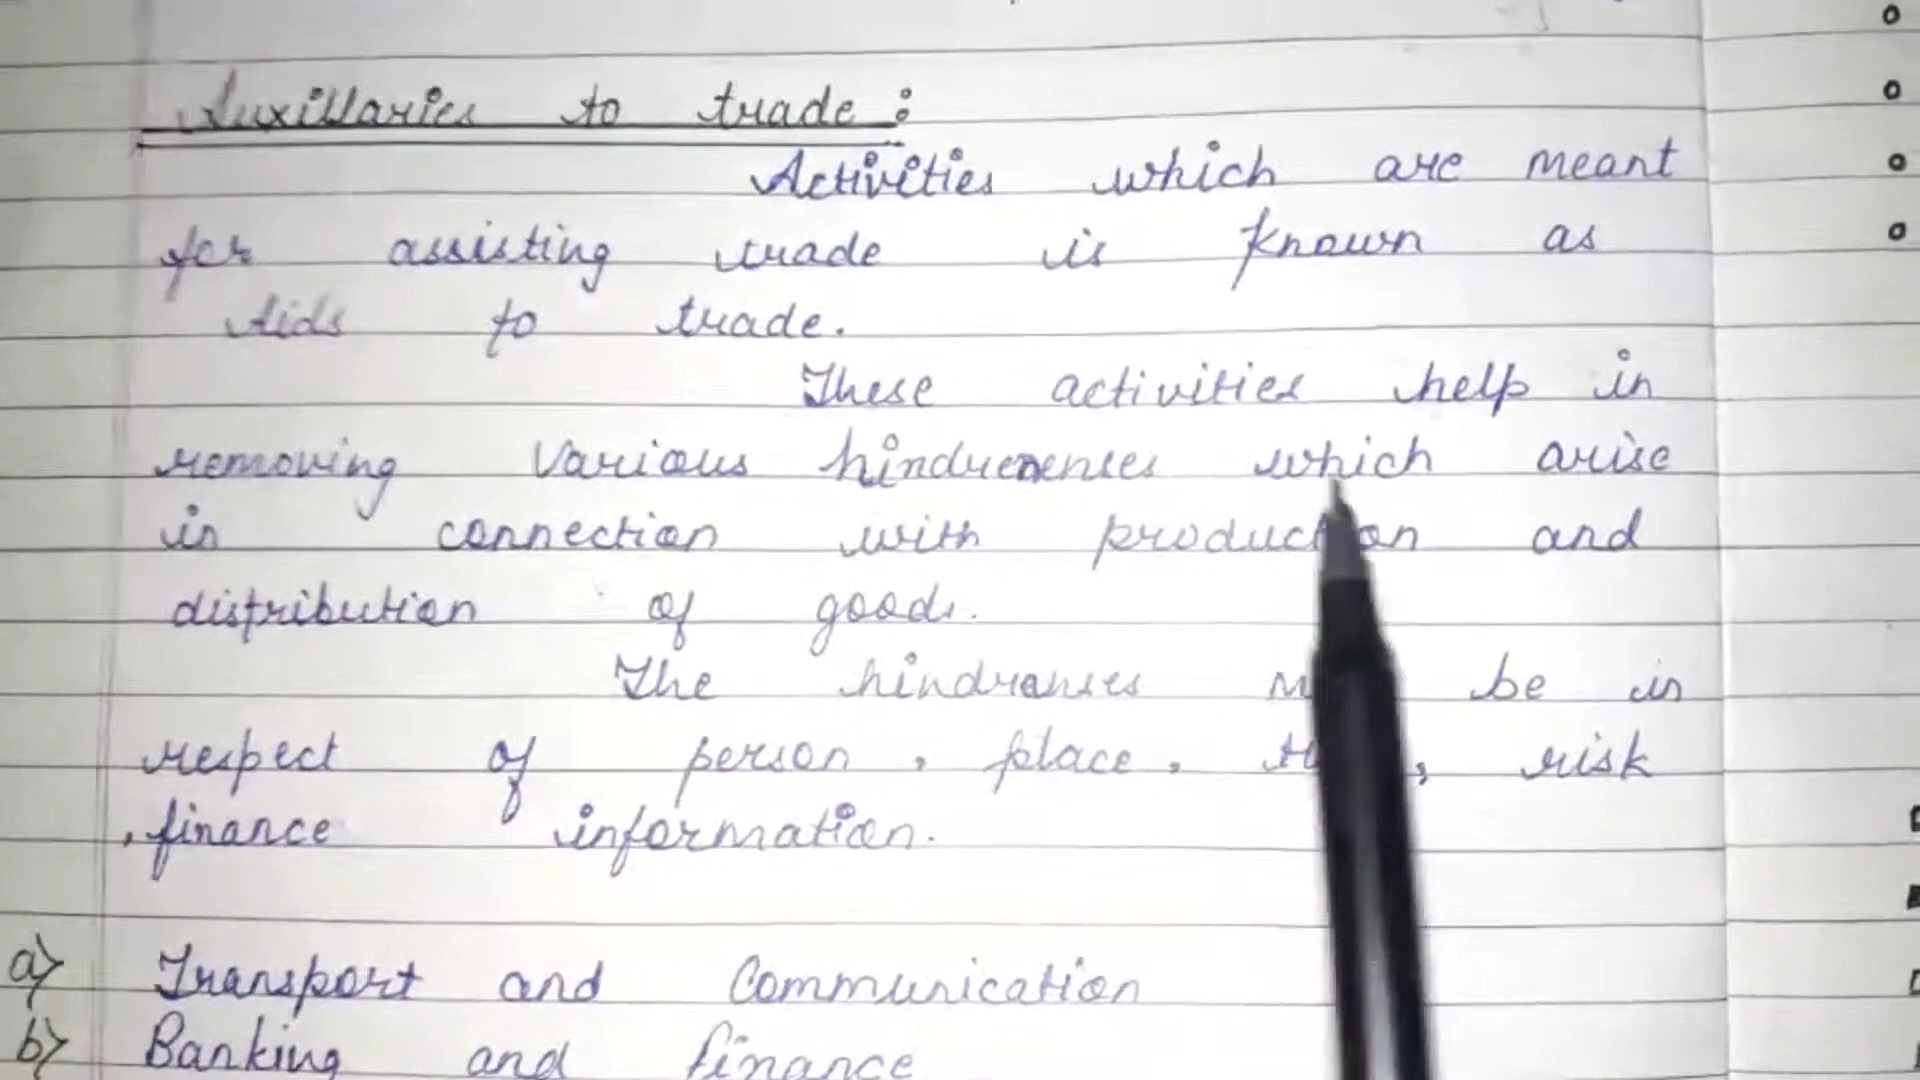 Auxillaries to trade :
Activities which are meant
for assisting trade is known as
Aids to trade.
These activities help in
removing various which arise
in connection with production and
distribution of goods.
The hindranses be in
respect of person, place, , risk
, finance information.
a) Transport and Communication
b) Banking and finance